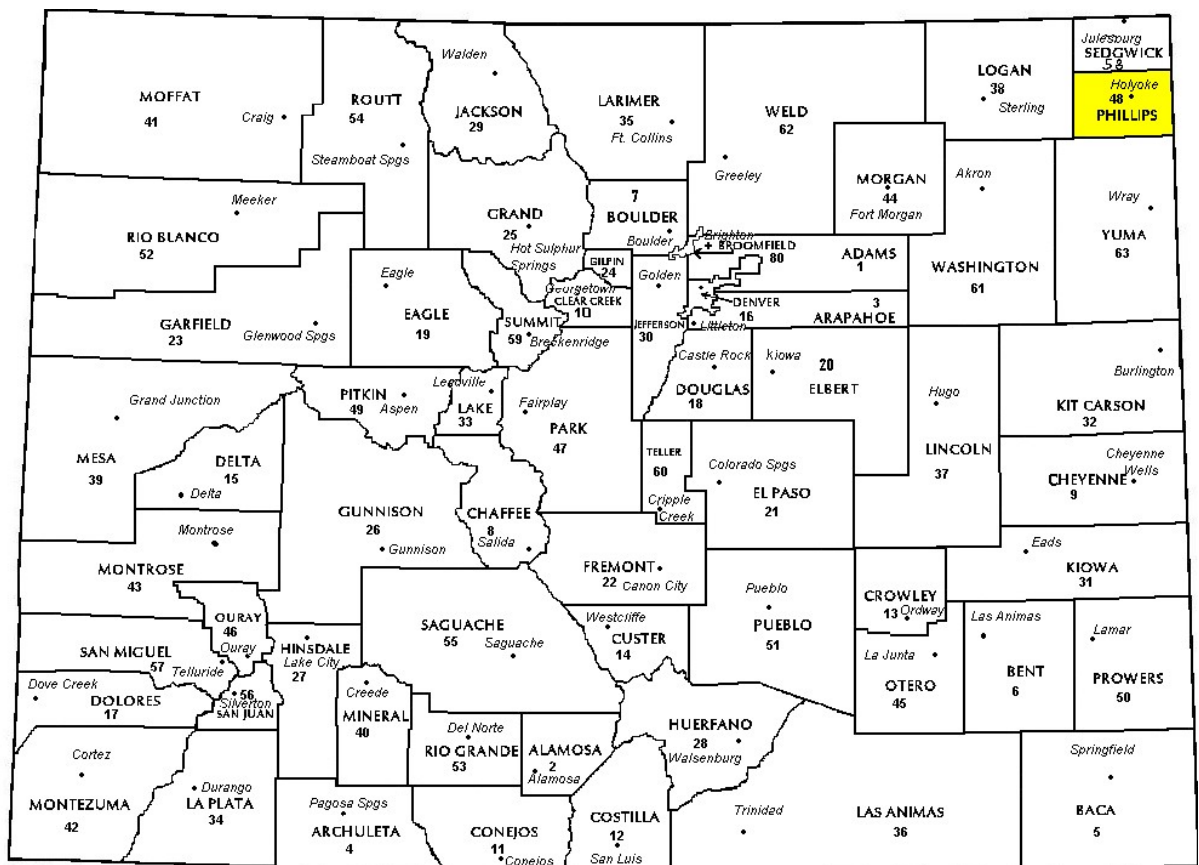 Julesburg
SEDGWICK
58
Walden
LOGAN
38
Sterling
Holyoke
48
PHILLIPS
MOFFAT
41
Craig
ROUTT
54
Steamboat Spgs
JACKSON
29
LARIMER
35
Ft. Collins
WELD
62
Greeley
MORGAN
44
Fort Morgan
Akron
WASHINGTON
61
Wray
YUMA
63
Meeker
RIO BLANCO
52
GRAND
25
Hot Sulphur
Springs
7
BOULDER
Boulder
Brighton
+ BROOMFIELD
80
ADAMS
1
GILPIN
24
Golden
Georgetown
CLEAR CREEK
10
JEFFERSON
30
DENVER
16
Littleton
3
ARAPAHOE
GARFIELD
23
Glenwood Spgs
Eagle
EAGLE
19
SUMMIT
59
Breckenridge
Castle Rock
DOUGLAS
18
Kiowa
20
ELBERT
Hugo
LINCOLN
37
Burlington
KIT CARSON
32
Grand Junction
MESA
39
PITKIN
49
Aspen
Leadville
LAKE
33
Fairplay
PARK
47
TELLER
60
Cripple
Creek
Colorado Spgs
EL PASO
21
Cheyenne
Wells
CHEYENNE
9
DELTA
15
Delta
GUNNISON
26
Gunnison
CHAFFEE
8
Salida
Montrose
MONTROSE
43
FREMONT
22
Canon City
Pueblo
PUEBLO
51
CROWLEY
13
Ordway
Eads
KIOWA
31
OURAY
46
Ouray
SAN MIGUEL
57
Telluride
HINSDALE
Lake City
27
SAGUACHE
55
Saguache
Westcliffe
CUSTER
14
La Junta
OTERO
45
Las Animas
BENT
6
Lamar
PROWERS
50
Dove Creek
DOLORES
17
56
Silverton
SAN JUAN
Creede
MINERAL
40
Del Norte
RIO GRANDE
53
ALAMOSA
2
Alamosa
HUERFANO
28
Walsenburg
Cortez
MONTEZUMA
42
Durango
LA PLATA
34
Pagosa Spgs
ARCHULETA
4
CONEJOS
11
Conejos
COSTILLA
12
San Luis
Trinidad
LAS ANIMAS
36
Springfield
BACA
5